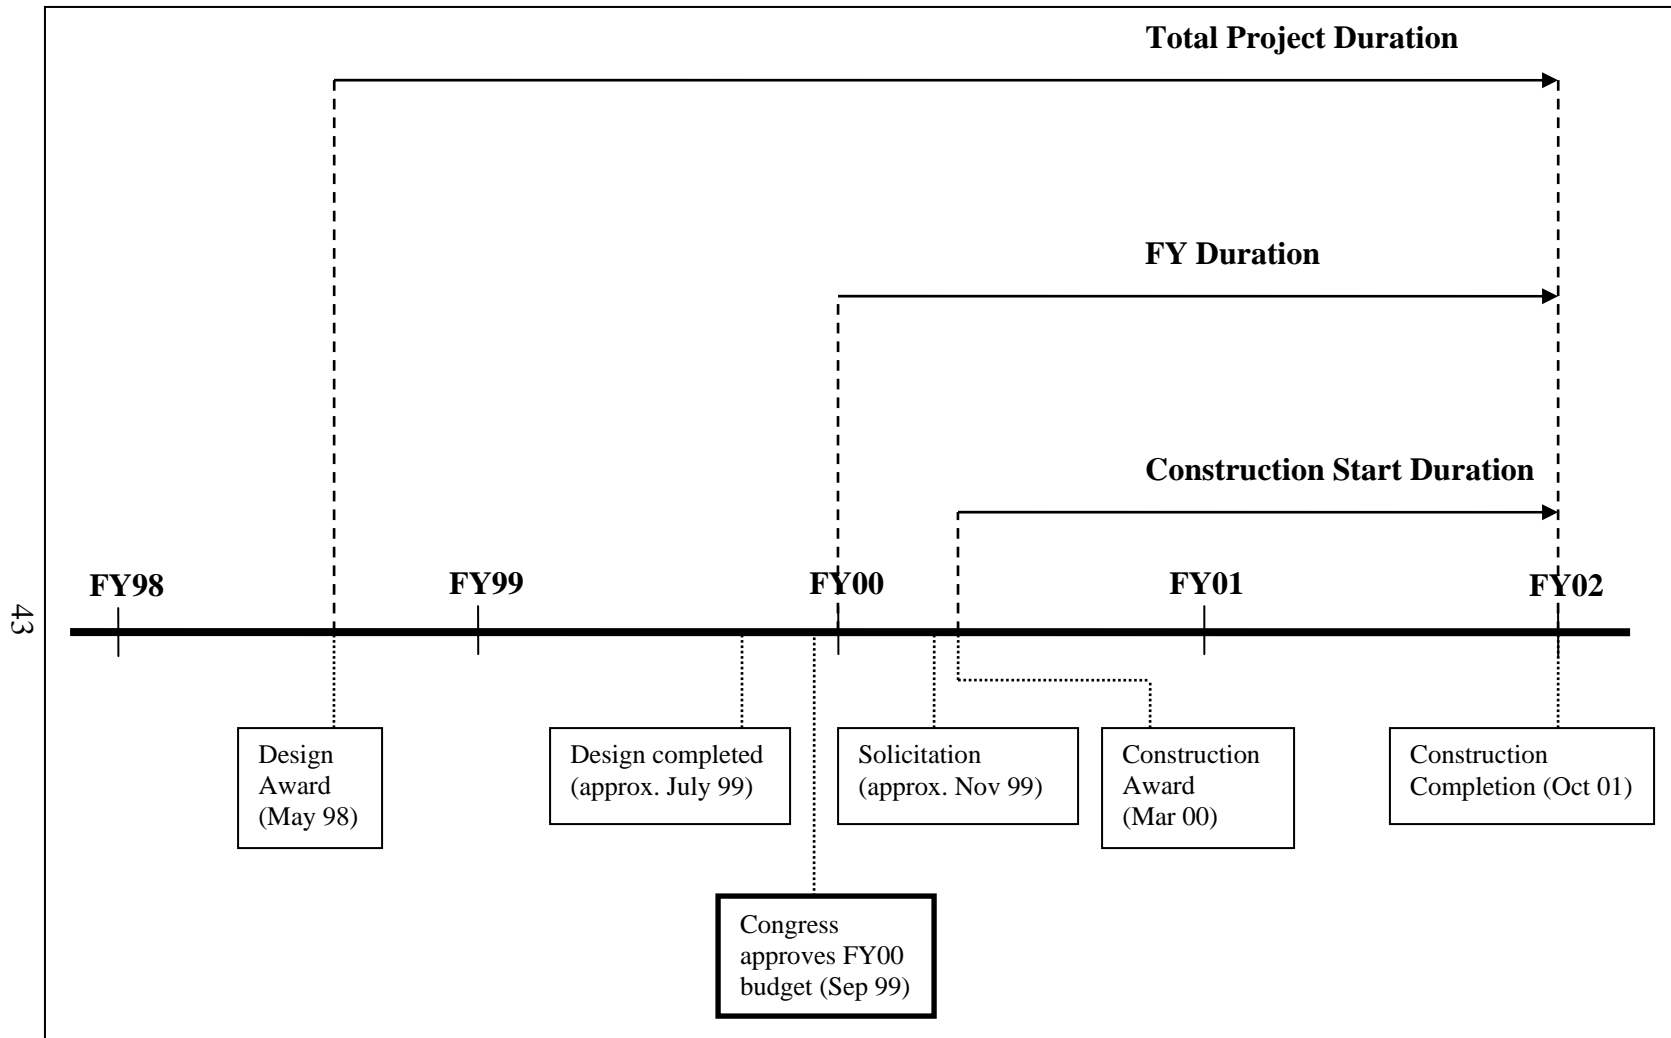 Total Project Duration
FY Duration
Construction Start Duration
FY98
FY99
FY00
FY01
FY02
43
Design
Award
(May 98)
Design completed
(approx. July 99)
Solicitation
(approx. Nov 99)
Construction
Award
(Mar 00)
Construction
Completion (Oct 01)
Congress
approves FY00
budget (Sep 99)